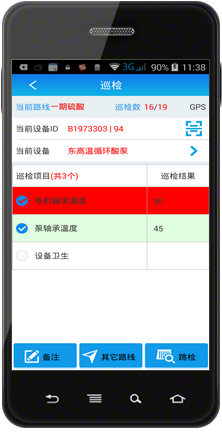 3G 90% 11:38
巡检
当前路线一期硫酸 巡检数 16/19 GPS
当前设备ID B1973303|94
当前设备 东高温循环酸泵
巡检项目(共3个) 巡检结果
电机轴承温度 80
泵轴承温度 45
设备卫生
备注 其它路线 跳检